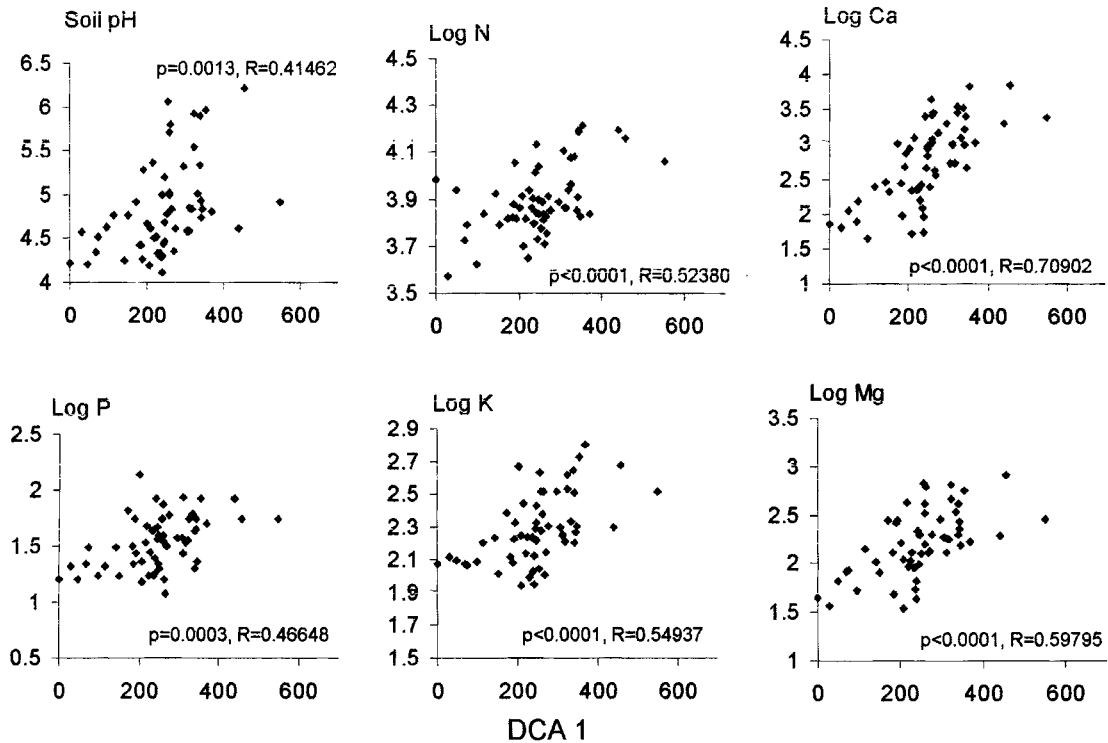 Soil pH
6.5
6
5.5
5
4.5
4
0 200 400 600
p=0.0013, R=0.41462
Log N
4.5
4.3
4.1
3.9
3.7
3.5
0 200 400 600
p<0.0001, R=0.52380
Log Ca
4.5
4
3.5
3
2.5
2
1.5
1
0 200 400 600
p<0.0001, R=0.70902
Log P
2.5
2
1.5
1
0.5
0 200 400 600
p=0.0003, R=0.46648
Log K
2.9
2.7
2.5
2.3
2.1
1.9
1.7
1.5
0 200 400 600
p<0.0001, R=0.54937
Log Mg
3.5
3
2.5
2
1.5
1
0 200 400 600
p<0.0001, R=0.59795
DCA 1